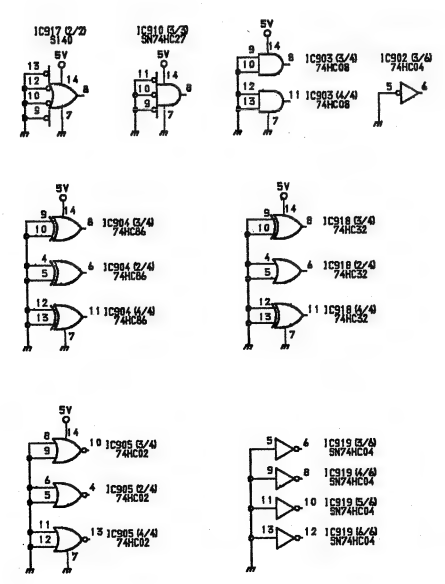 IC917 (2/2)
S140
5V
13
12
10
9
14
8
7
IC910 (3/3)
SN74HC27
5V
11
10
9
14
8
7
5V
14
9
10
8
IC903 (3/4)
74HC08
12
13
11
IC903 (4/4)
74HC08
7
IC902 (3/6)
74HC04
5
6
5V
14
9
10
8
IC904 (3/4)
74HC86
4
5
6
IC904 (2/4)
74HC86
12
13
11
IC904 (4/4)
74HC86
7
5V
14
9
10
8
IC918 (3/4)
74HC32
4
5
6
IC918 (2/4)
74HC32
12
13
11
IC918 (4/4)
74HC32
7
5V
14
8
9
10
IC905 (3/4)
74HC02
6
5
4
IC905 (2/4)
74HC02
11
12
13
IC905 (4/4)
74HC02
7
5
6
IC919 (3/6)
SN74HC04
9
8
IC919 (4/6)
SN74HC04
11
10
IC919 (5/6)
SN74HC04
13
12
IC919 (6/6)
SN74HC04